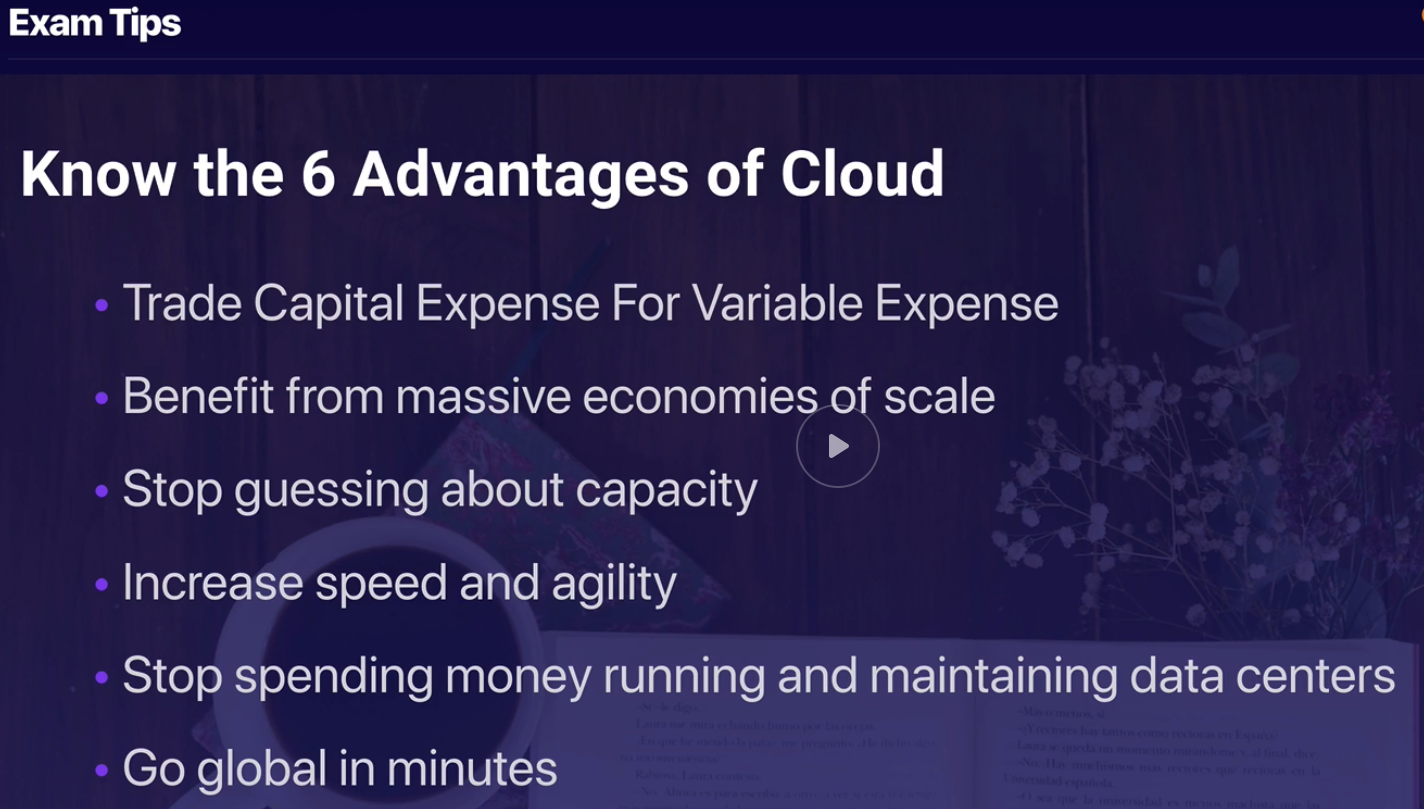 Exam Tips
Know the 6 Advantages of Cloud
Trade Capital Expense For Variable Expense
Benefit from massive economies of scale
Stop guessing about capacity
Increase speed and agility
Stop spending money running and maintaining data centers
Go global in minutes